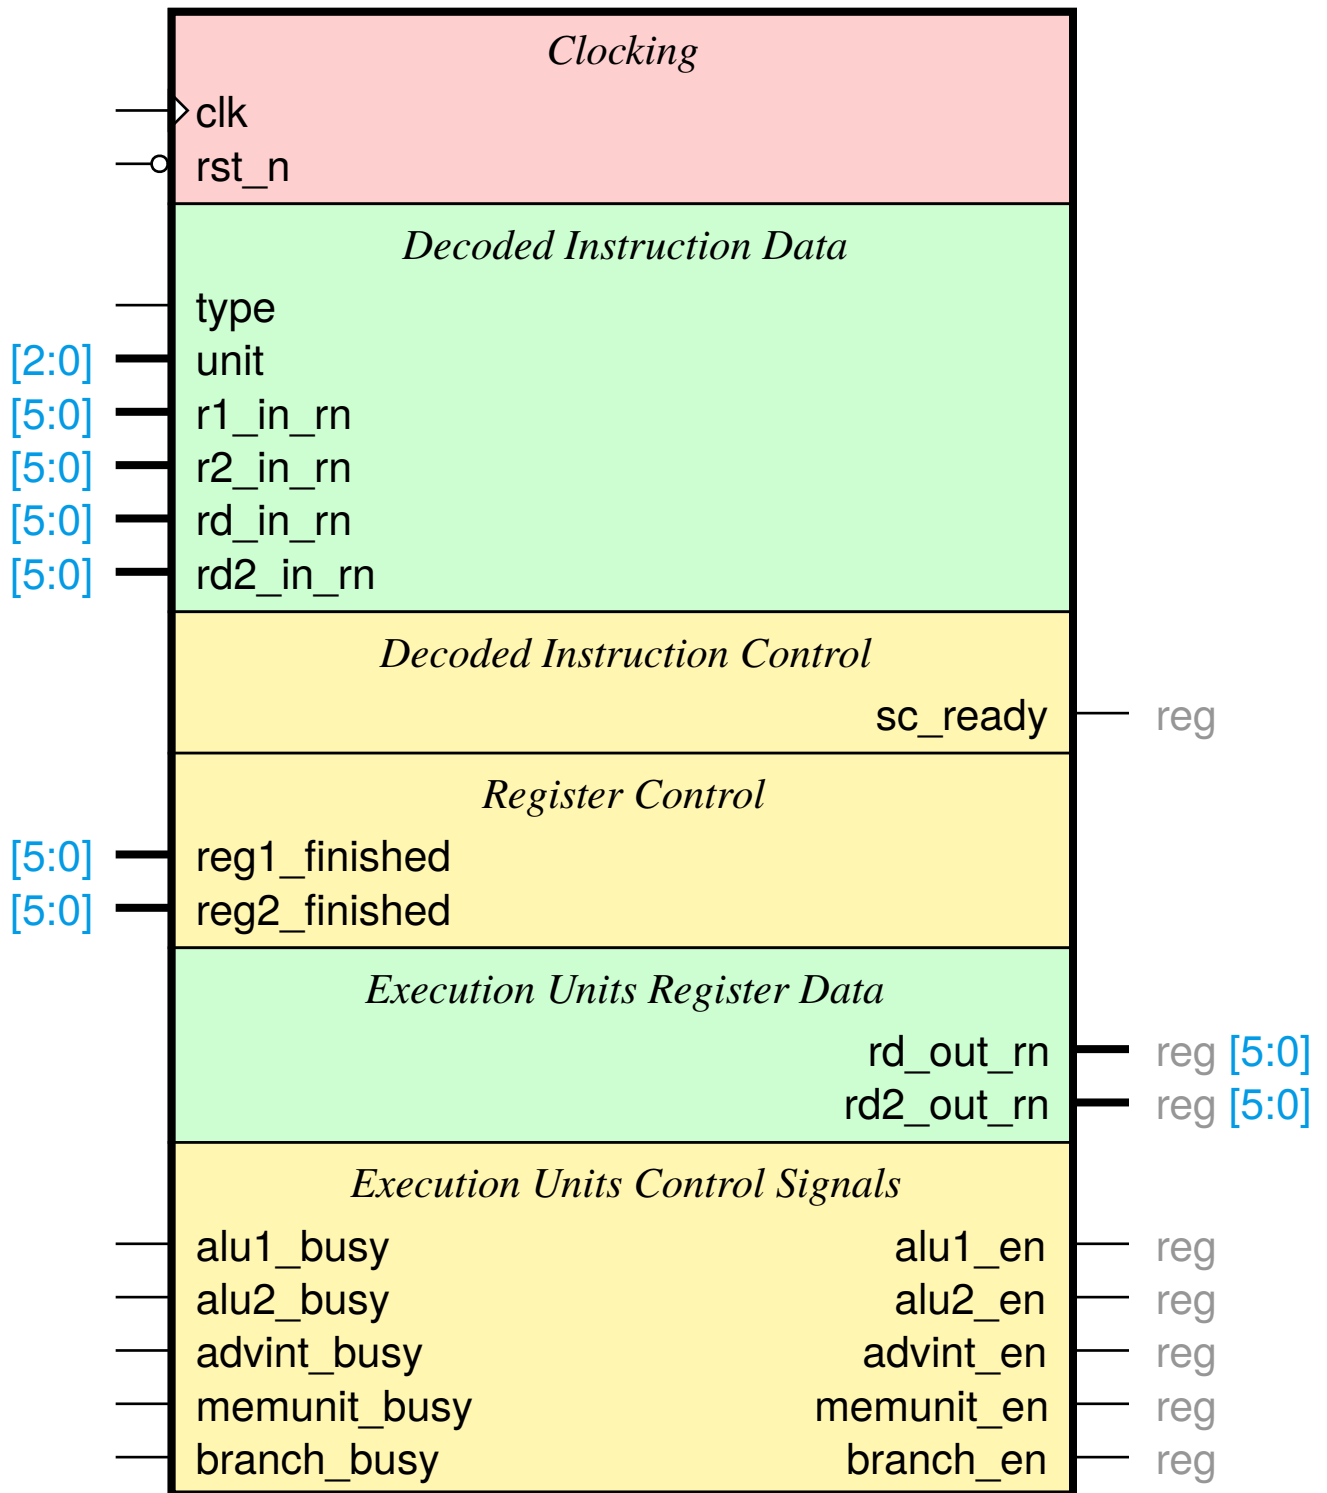 Clocking
clk
rst_n
Decoded Instruction Data
type
[2:0] unit
[5:0] r1_in_rn
[5:0] r2_in_rn
[5:0] rd_in_rn
[5:0] rd2_in_rn
Decoded Instruction Control
sc_ready reg
Register Control
[5:0] reg1_finished
[5:0] reg2_finished
Execution Units Register Data
rd_out_rn reg [5:0]
rd2_out_rn reg [5:0]
Execution Units Control Signals
alu1_busy alu1_en reg
alu2_busy alu2_en reg
advint_busy advint_en reg
memunit_busy memunit_en reg
branch_busy branch_en reg